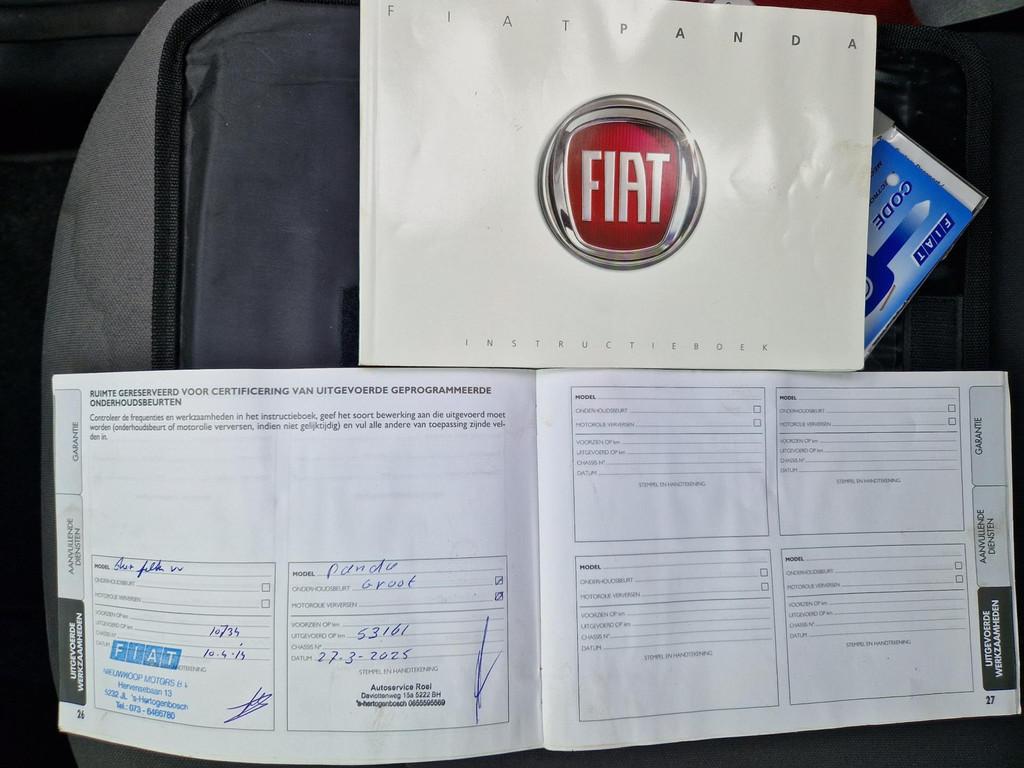 FIAT PANDA
FIAT
INSTRUCTIEBOEK
CODE
FIAT
RUIMTE GERESERVEERD VOOR CERTIFICERING VAN UITGEVOERDE GEPROGRAMMEERDE
ONDERHOUDSBEURTEN
Controleer de frequenties en werkzaamheden in het instructieboek, geef het soort bewerking aan die uitgevoerd moet
worden (onderhoudsbeurt of motorolie verversen, indien niet gelijktijdig) en vul alle andere van toepassing zijnde vel-
den in.
GARANTIE
AANVULLENDE
DIENSTEN
UITGEVOERDE
WERKZAAMHEDEN
26
MODEL
ONDERHOUDSBEURT
MOTOROLIE VERVERSEN
VOORZIEN OP km
UITGEVOERD OP km 10734
CHASSIS N°
DATUM 10.4.14
FIAT
NIEUWKOOP MOTORS B.V.
Hervensebaan 13
5232 JL 's-Hertogenbosch
Tel.: 073 - 6466780
MODEL Panda
ONDERHOUDSBEURT Groot
MOTOROLIE VERVERSEN
VOORZIEN OP km
UITGEVOERD OP km 53161
CHASSIS N°
DATUM 27-3-2025
STEMPEL EN HANDTEKENING
Autoservice Roel
Daviottenweg 15a 5222 BH
's-hertogenbosch
MODEL
ONDERHOUDSBEURT
MOTOROLIE VERVERSEN
VOORZIEN OP km
UITGEVOERD OP km
CHASSIS N°
DATUM
STEMPEL EN HANDTEKENING
MODEL
ONDERHOUDSBEURT
MOTOROLIE VERVERSEN
VOORZIEN OP km
UITGEVOERD OP km
CHASSIS N°
DATUM
STEMPEL EN HANDTEKENING
MODEL
ONDERHOUDSBEURT
MOTOROLIE VERVERSEN
VOORZIEN OP km
UITGEVOERD OP km
CHASSIS N°
DATUM
STEMPEL EN HANDTEKENING
MODEL
ONDERHOUDSBEURT
MOTOROLIE VERVERSEN
VOORZIEN OP km
UITGEVOERD OP km
CHASSIS N°
DATUM
STEMPEL EN HANDTEKENING
GARANTIE
AANVULLENDE
DIENSTEN
UITGEVOERDE
WERKZAAMHEDEN
27